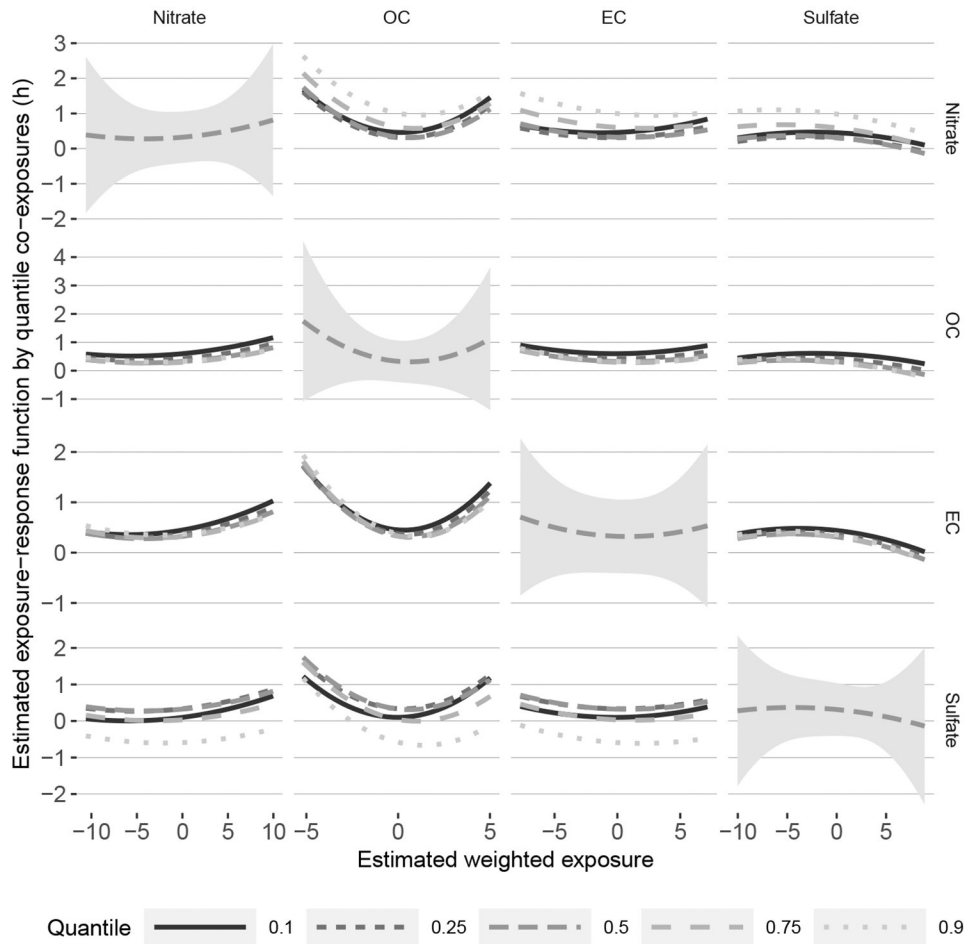 Nitrate OC EC Sulfate
Estimated exposure−response function by quantile co−exposures (h)
3
2
1
0
−1
−2
Nitrate
4
3
2
1
0
−1
OC
2
1
0
−1
EC
2
1
0
−1
−2
Sulfate
−10 −5 0 5 10 −5 0 5 −5 0 5 −10 −5 0 5
Estimated weighted exposure
Quantile 0.1 0.25 0.5 0.75 0.9